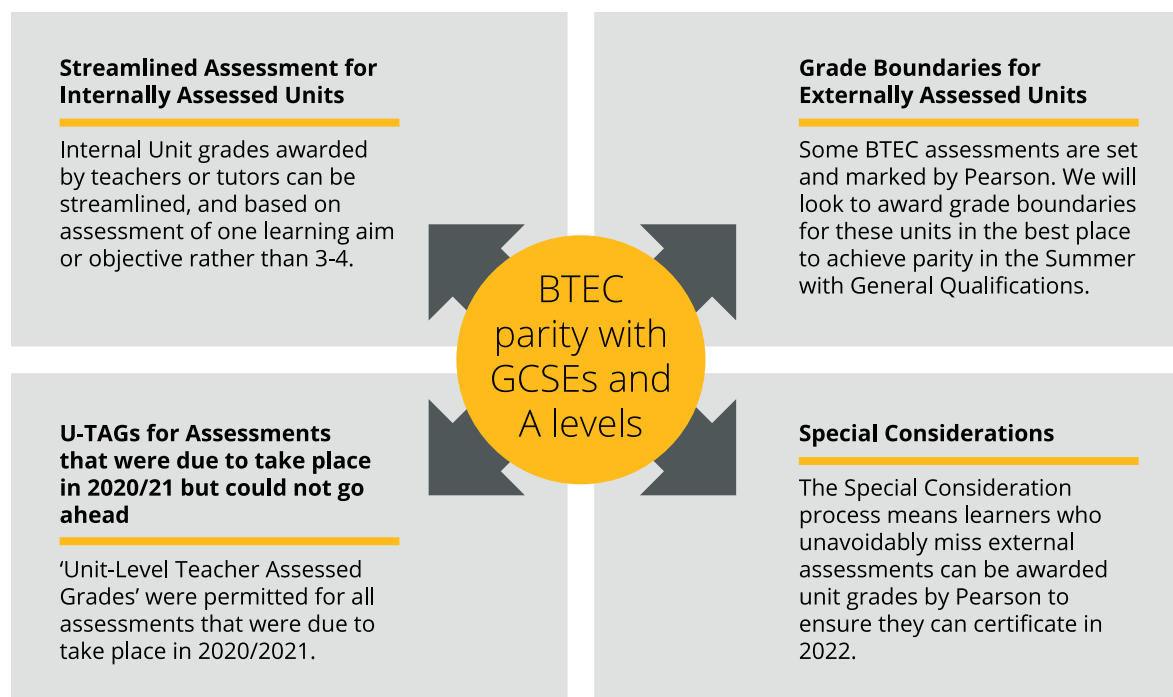 Streamlined Assessment for
Internally Assessed Units
Internal Unit grades awarded
by teachers or tutors can be
streamlined, and based on
assessment of one learning aim
or objective rather than 3-4.
Grade Boundaries for
Externally Assessed Units
Some BTEC assessments are set
and marked by Pearson. We will
look to award grade boundaries
for these units in the best place
to achieve parity in the Summer
with General Qualifications.
BTEC
parity with
GCSEs and
A levels
U-TAGs for Assessments
that were due to take place
in 2020/21 but could not go
ahead
‘Unit-Level Teacher Assessed
Grades’ were permitted for all
assessments that were due to
take place in 2020/2021.
Special Considerations
The Special Consideration
process means learners who
unavoidably miss external
assessments can be awarded
unit grades by Pearson to
ensure they can certificate in
2022.